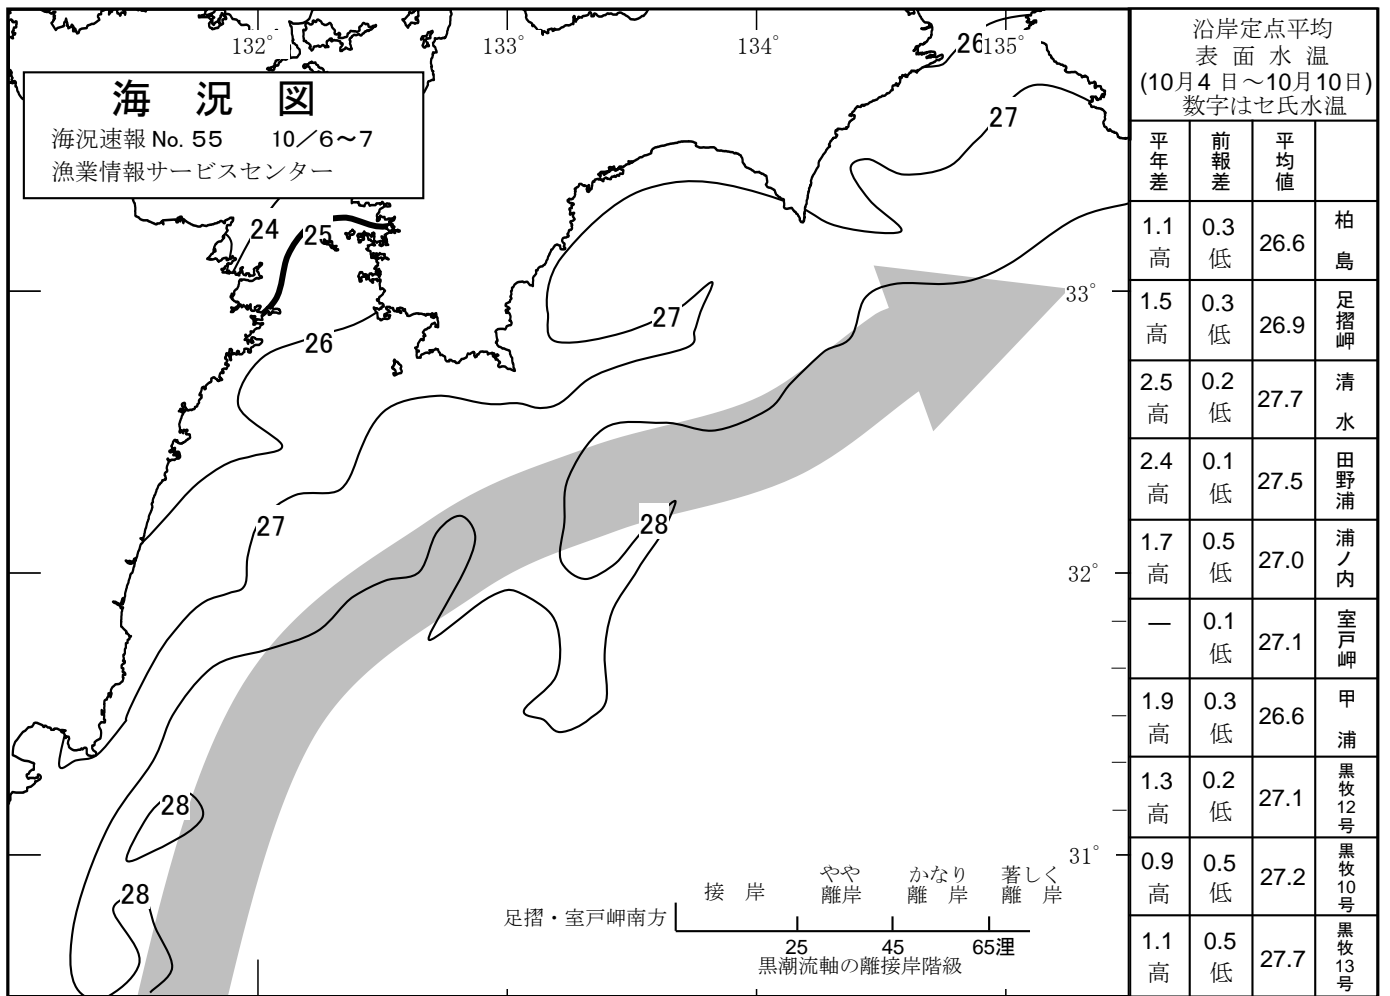 132°
133°
134°
135°
海 況 図
海況速報 No. 55 10／6～7
漁業情報サービスセンター
26
27
24
25
26
27
33°
27
28
32°
28
31°
28
接 岸
やや
離岸
かなり
離 岸
著しく
離 岸
足摺・室戸岬南方
25
45
65浬
黒潮流軸の離接岸階級
沿岸定点平均
表 面 水 温
(10月4 日～10月10日)
数字はセ氏水温
平年差 前報差 平均値
1.1 高 0.3 低 26.6 柏島
1.5 高 0.3 低 26.9 足摺岬
2.5 高 0.2 低 27.7 清水
2.4 高 0.1 低 27.5 田野浦
1.7 高 0.5 低 27.0 浦ノ内
― 0.1 低 27.1 室戸岬
1.9 高 0.3 低 26.6 甲浦
1.3 高 0.2 低 27.1 黒牧12号
0.9 高 0.5 低 27.2 黒牧10号
1.1 高 0.5 低 27.7 黒牧13号